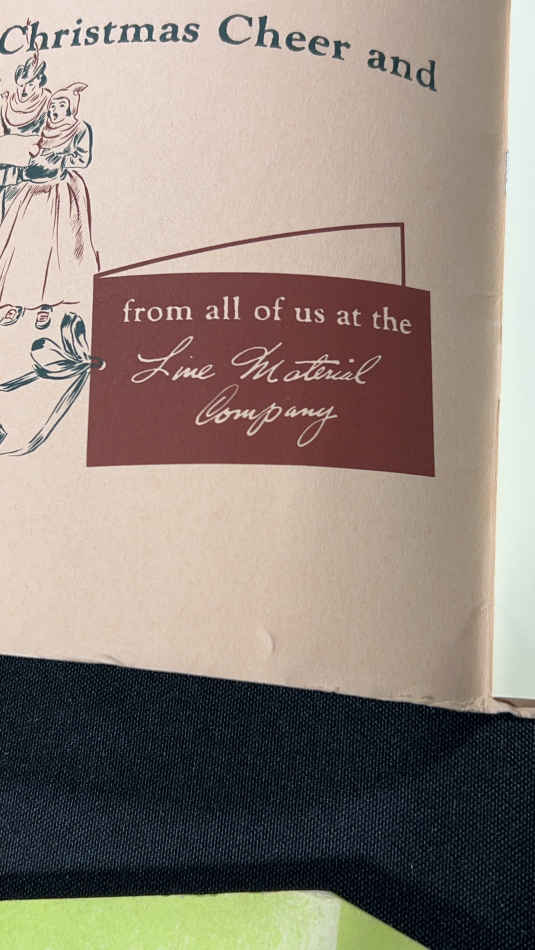 Christmas Cheer and
from all of us at the
Line Material
Company